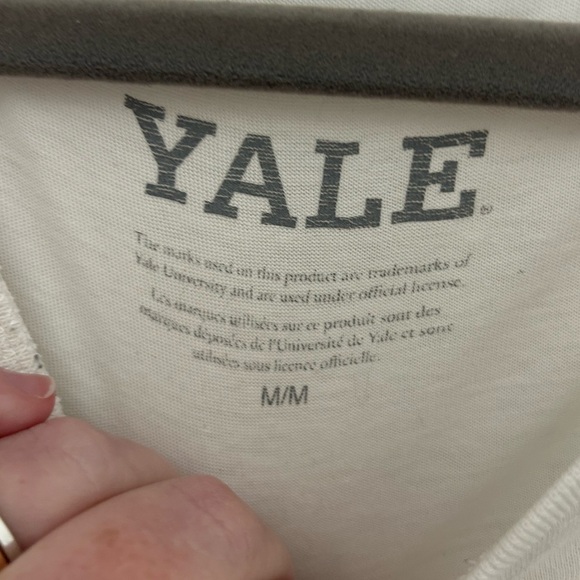 YALE
The marks used on this product are trademarks of
Yale University and are used under official license.
Les marques utilisées sur ce produit sont des
marques déposées de l'Université de Yale et sont
utilisées sous licence officielle.
M/M